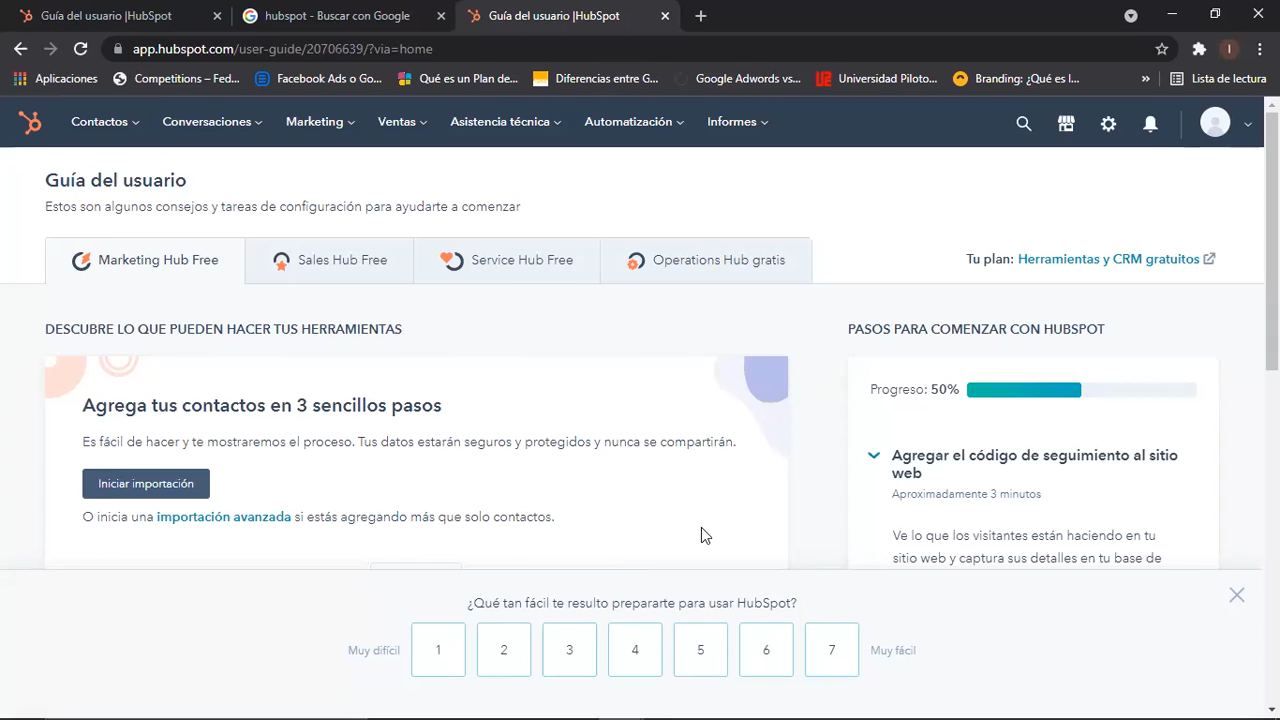 Guía del usuario |HubSpot
hubspot - Buscar con Google
Guía del usuario |HubSpot
app.hubspot.com/user-guide/20706639/?via=home
I
Aplicaciones
Competitions – Fed...
Facebook Ads o Go...
Qué es un Plan de...
Diferencias entre G...
Google Adwords vs...
Universidad Piloto...
Branding: ¿Qué es l...
»
Lista de lectura
Contactos
Conversaciones
Marketing
Ventas
Asistencia técnica
Automatización
Informes
Guía del usuario
Estos son algunos consejos y tareas de configuración para ayudarte a comenzar
Marketing Hub Free
Sales Hub Free
Service Hub Free
Operations Hub gratis
Tu plan: Herramientas y CRM gratuitos
DESCUBRE LO QUE PUEDEN HACER TUS HERRAMIENTAS
Agrega tus contactos en 3 sencillos pasos
Es fácil de hacer y te mostraremos el proceso. Tus datos estarán seguros y protegidos y nunca se compartirán.
Iniciar importación
O inicia una importación avanzada si estás agregando más que solo contactos.
PASOS PARA COMENZAR CON HUBSPOT
Progreso: 50%
Agregar el código de seguimiento al sitio
web
Aproximadamente 3 minutos
Ve lo que los visitantes están haciendo en tu
sitio web y captura sus detalles en tu base de
¿Qué tan fácil te resulto prepararte para usar HubSpot?
Muy difícil 1 2 3 4 5 6 7 Muy fácil